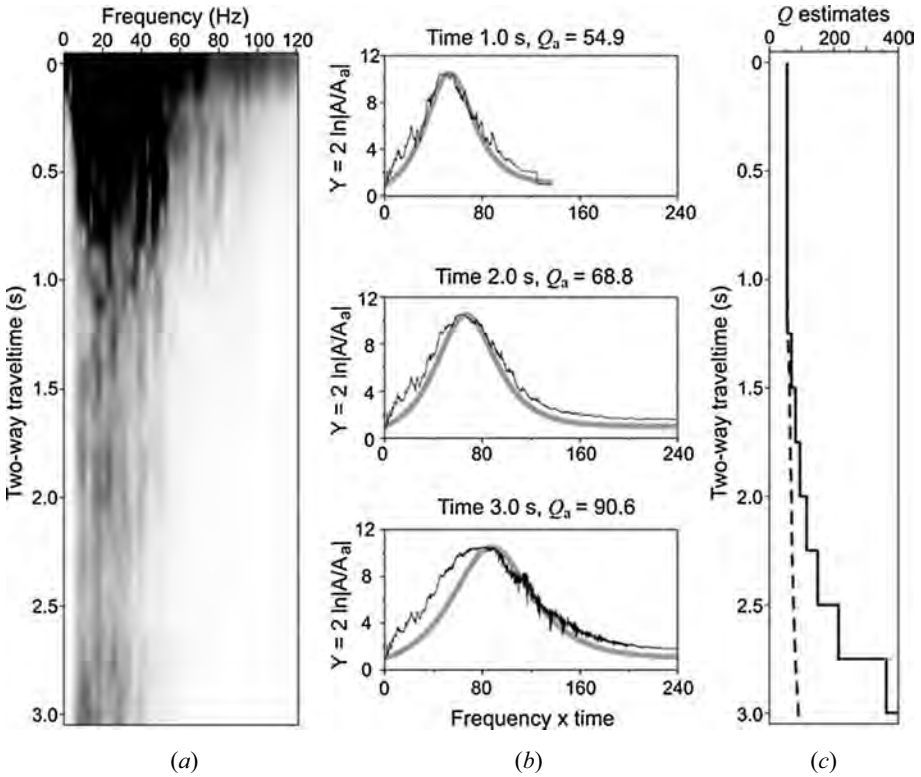 Frequency (Hz)
0 20 40 60 80 100 120
Two-way traveltime (s)
0
0.5
1.0
1.5
2.0
2.5
3.0
(a)
Time 1.0 s, Qa = 54.9
Y = 2 ln|A/Aa|
12
8
4
0
0 80 160 240
Time 2.0 s, Qa = 68.8
Y = 2 ln|A/Aa|
12
8
4
0
0 80 160 240
Time 3.0 s, Qa = 90.6
Y = 2 ln|A/Aa|
12
8
4
0
0 80 160 240
Frequency x time
(b)
Q estimates
0 200 400
Two-way traveltime (s)
0
0.5
1.0
1.5
2.0
2.5
3.0
(c)